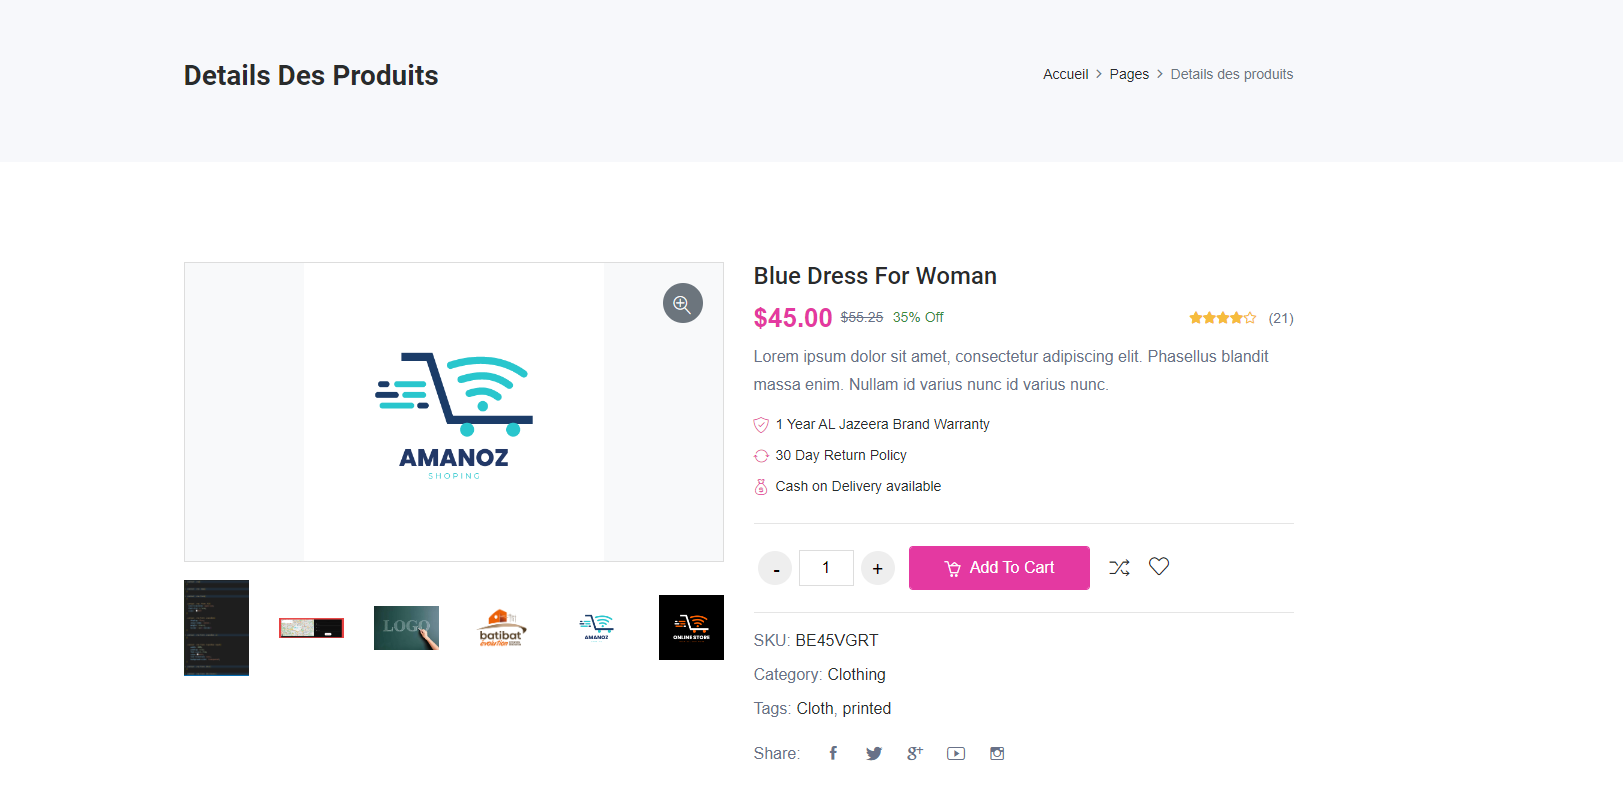 Details Des Produits
Accueil > Pages > Details des produits
AMANOZ
SHOPING
LOGO
batibat
evolution
AMANOZ
ONLINE STORE
Blue Dress For Woman
$45.00 $55.25 35% Off (21)
Lorem ipsum dolor sit amet, consectetur adipiscing elit. Phasellus blandit
massa enim. Nullam id varius nunc id varius nunc.
1 Year AL Jazeera Brand Warranty
30 Day Return Policy
Cash on Delivery available
- 1 + Add To Cart
SKU: BE45VGRT
Category: Clothing
Tags: Cloth, printed
Share: